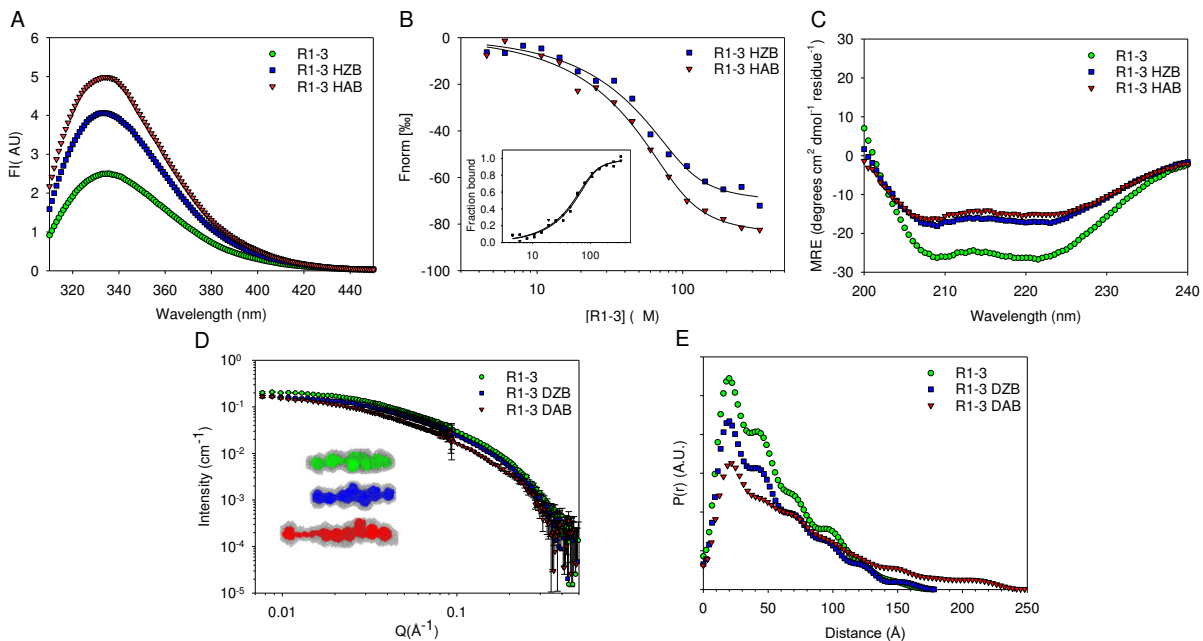 A
FI( AU)
6
5
4
3
2
1
0
R1-3
R1-3 HZB
R1-3 HAB
320 340 360 380 400 420 440
Wavelength (nm)
B
Fnorm [‰]
0
-20
-40
-60
-80
-100
R1-3 HZB
R1-3 HAB
Fraction bound
1.0
0.8
0.6
0.4
0.2
0.0
10 100
10 100
[R1-3] ( M)
C
MRE (degrees cm2 dmol-1 residue-1)
30
20
10
0
-10
-20
-30
R1-3
R1-3 HZB
R1-3 HAB
200 210 220 230 240
Wavelength (nm)
D
Intensity (cm-1)
100
10-1
10-2
10-3
10-4
10-5
R1-3
R1-3 DZB
R1-3 DAB
0.01 0.1
Q(Å-1)
E
P(r) (A.U.)
R1-3
R1-3 DZB
R1-3 DAB
0 50 100 150 200 250
Distance (Å)